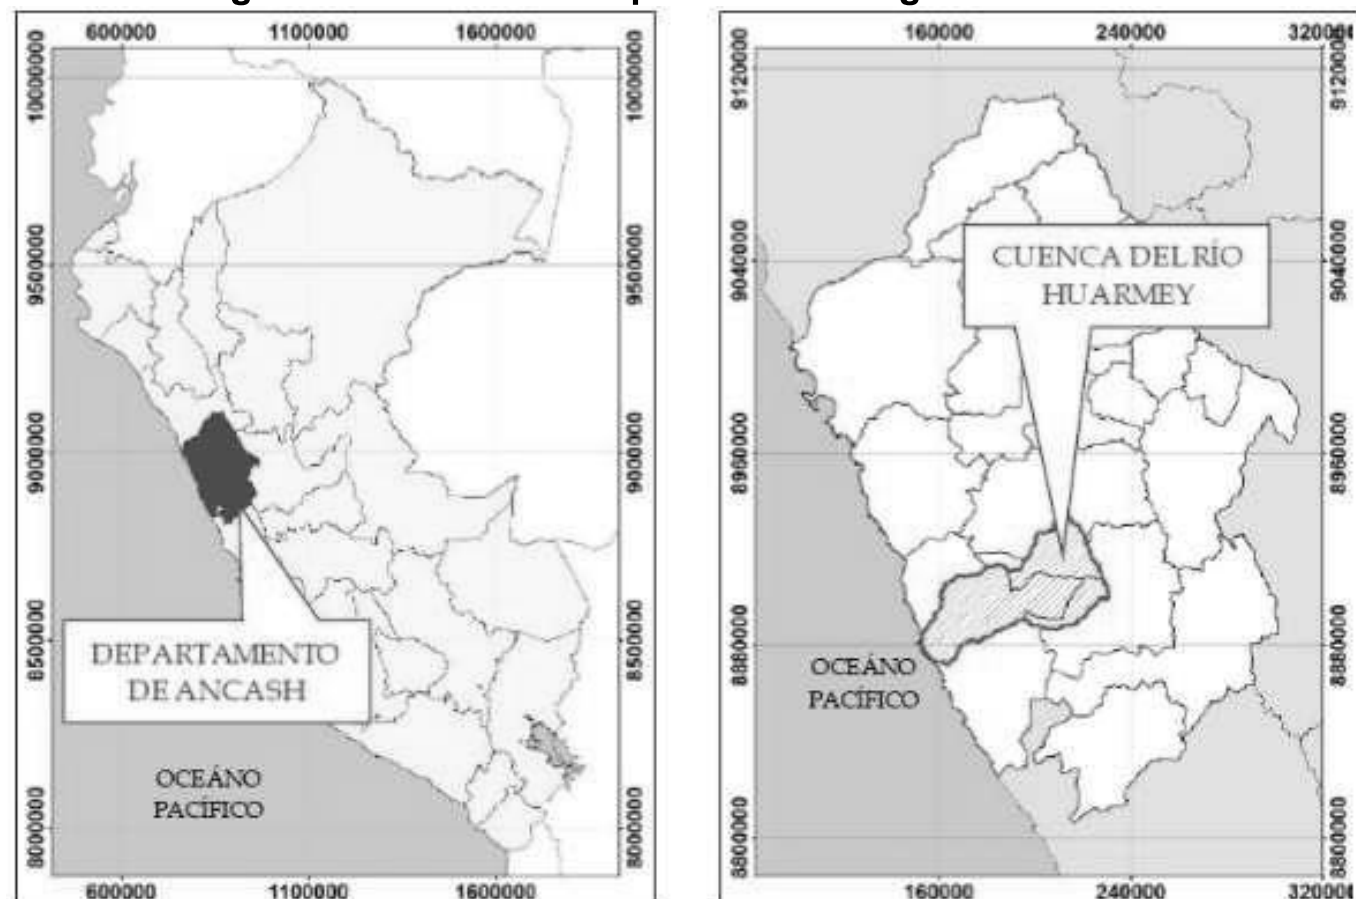 600000 1100000 1600000
10000000 10000000
9500000 9500000
9000000 9000000
8500000 8500000
8000000 8000000
DEPARTAMENTO
DE ANCASH
OCEÁNO
PACÍFICO
600000 1100000 1600000
1600000 240000 320000
9120000 9120000
9040000 9040000
8960000 8960000
8880000 8880000
8800000 8800000
CUENCA DEL RÍO
HUARMEY
OCEÁNO
PACÍFICO
1600000 240000 320000